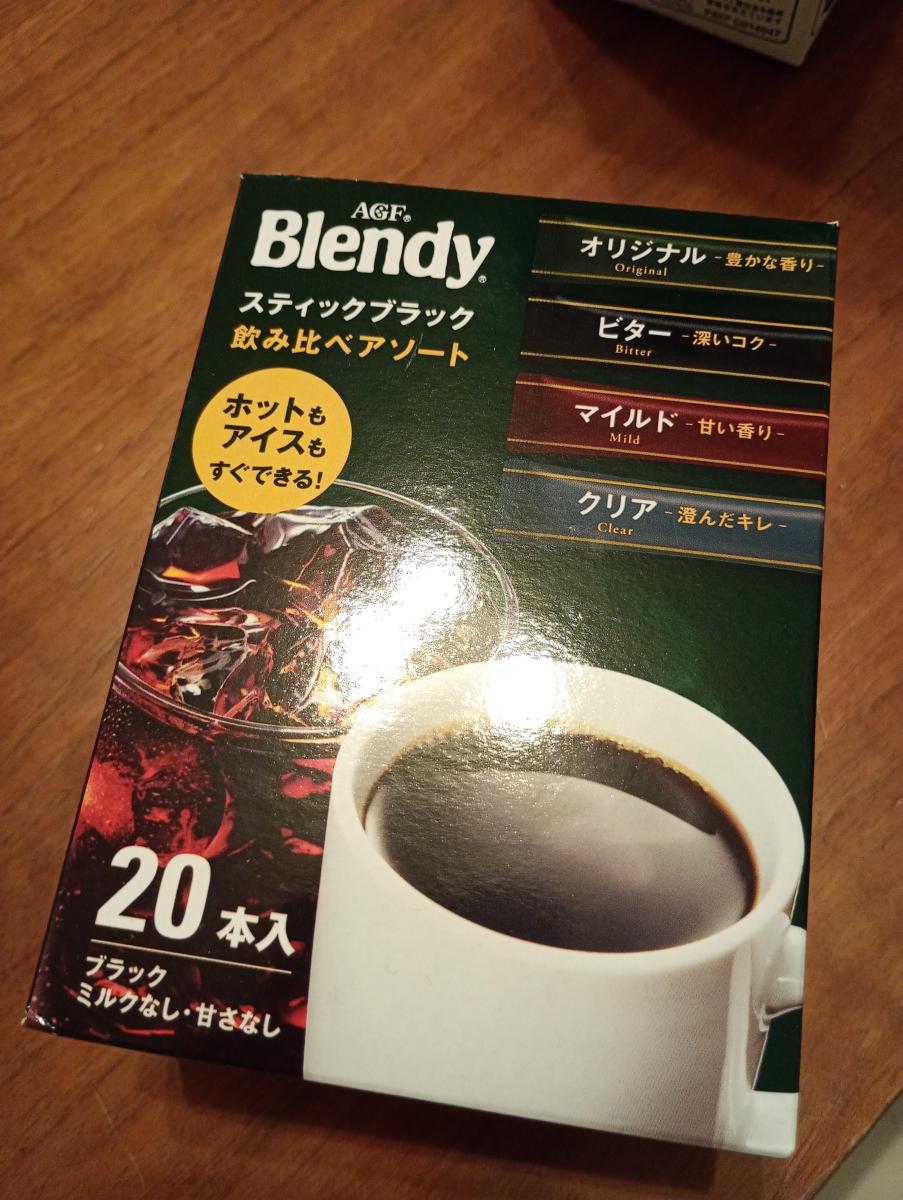 AGF®
Blendy®
スティックブラック
飲み比べアソート
ホットも
アイスも
すぐできる!
オリジナル -豊かな香り-
Original
ビター -深いコク-
Bitter
マイルド -甘い香り-
Mild
クリア -澄んだキレ-
Clear
20本入
ブラック
ミルクなし・甘さなし